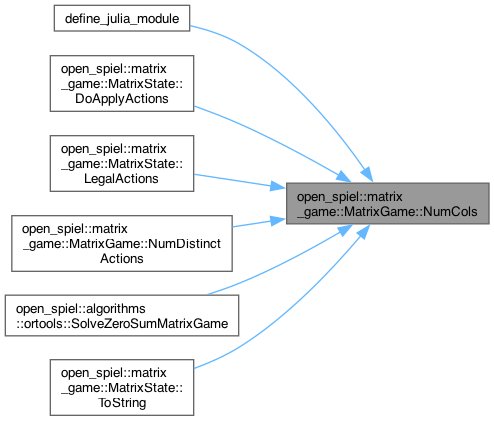 define_julia_module
open_spiel::matrix
_game::MatrixState::
DoApplyActions
open_spiel::matrix
_game::MatrixState::
LegalActions
open_spiel::matrix
_game::MatrixGame::NumCols
open_spiel::matrix
_game::MatrixGame::NumDistinct
Actions
open_spiel::algorithms
::ortools::SolveZeroSumMatrixGame
open_spiel::matrix
_game::MatrixState::
ToString